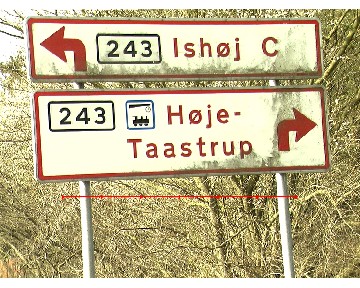 243 Ishøj C
243 Høje-
Taastrup